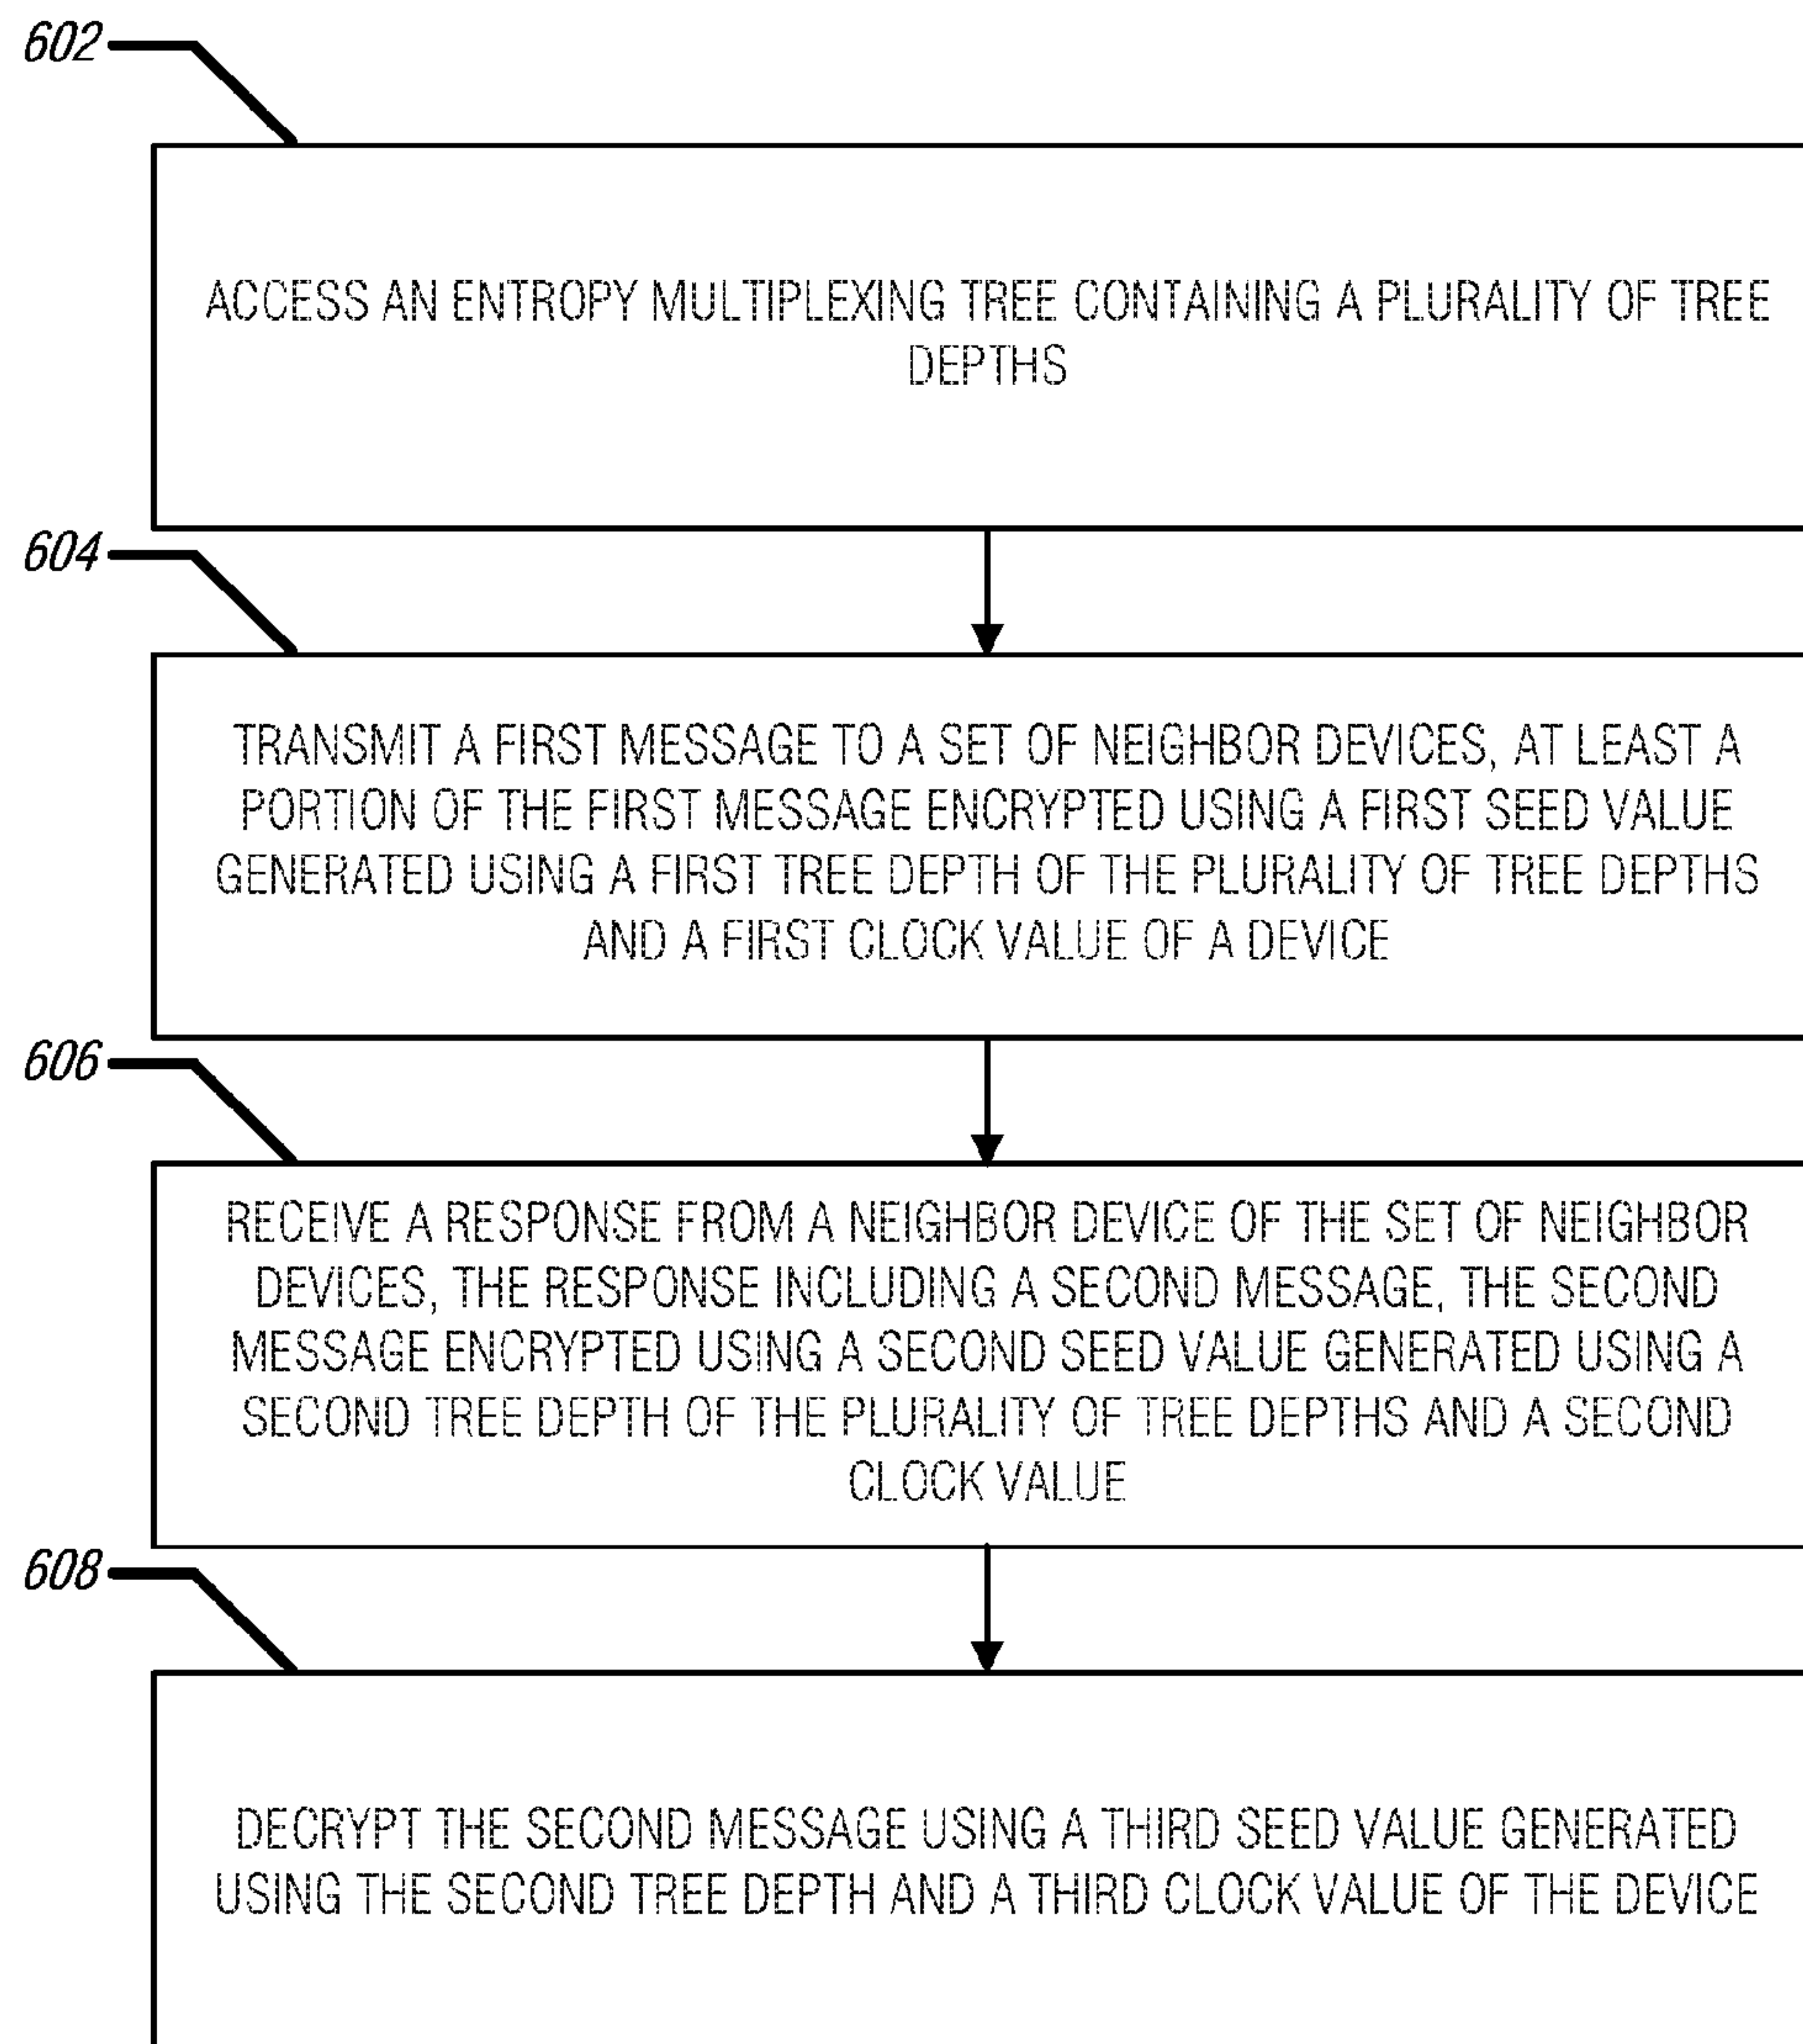 602
ACCESS AN ENTROPY MULTIPLEXING TREE CONTAINING A PLURALITY OF TREE
DEPTHS
604
TRANSMIT A FIRST MESSAGE TO A SET OF NEIGHBOR DEVICES, AT LEAST A
PORTION OF THE FIRST MESSAGE ENCRYPTED USING A FIRST SEED VALUE
GENERATED USING A FIRST TREE DEPTH OF THE PLURALITY OF TREE DEPTHS
AND A FIRST CLOCK VALUE OF A DEVICE
606
RECEIVE A RESPONSE FROM A NEIGHBOR DEVICE OF THE SET OF NEIGHBOR
DEVICES, THE RESPONSE INCLUDING A SECOND MESSAGE, THE SECOND
MESSAGE ENCRYPTED USING A SECOND SEED VALUE GENERATED USING A
SECOND TREE DEPTH OF THE PLURALITY OF TREE DEPTHS AND A SECOND
CLOCK VALUE
608
DECRYPT THE SECOND MESSAGE USING A THIRD SEED VALUE GENERATED
USING THE SECOND TREE DEPTH AND A THIRD CLOCK VALUE OF THE DEVICE